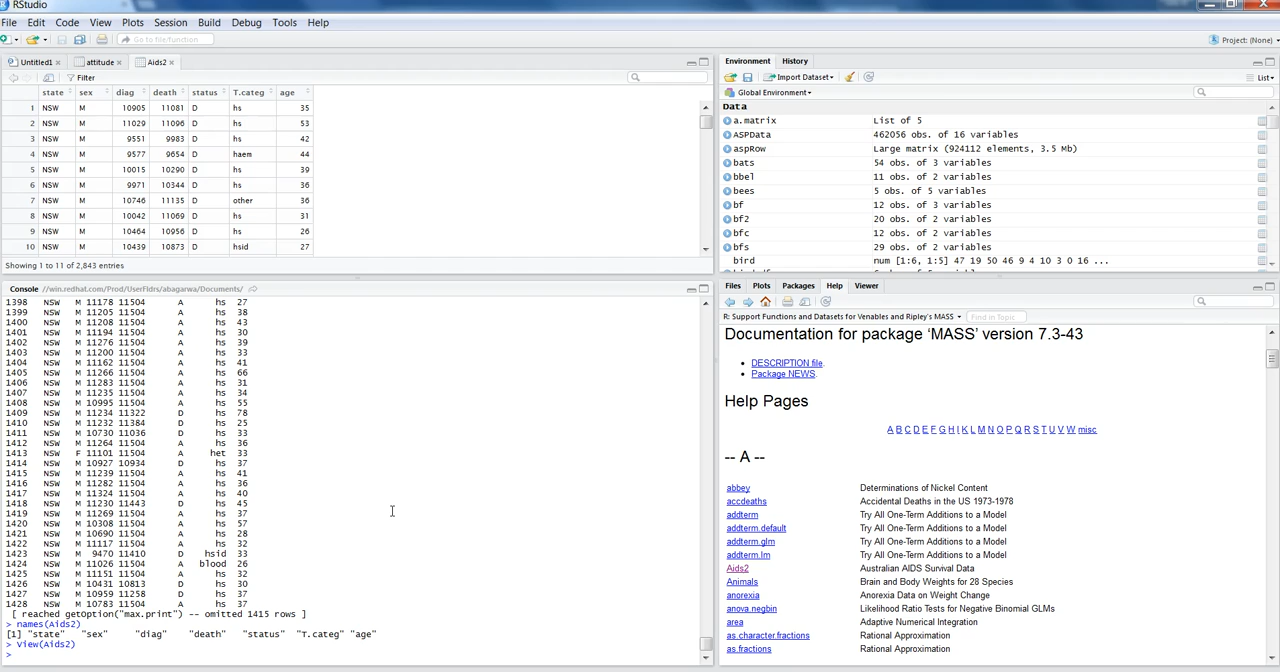 RStudio
File Edit Code View Plots Session Build Debug Tools Help
Go to file/function Project: (None)
Untitled1 attitude Aids2
Filter
state sex diag death status T.categ age
1 NSW M 10905 11081 D hs 35
2 NSW M 11029 11096 D hs 53
3 NSW M 9551 9983 D hs 42
4 NSW M 9577 9654 D haem 44
5 NSW M 10015 10290 D hs 39
6 NSW M 9971 10344 D hs 36
7 NSW M 10746 11135 D other 36
8 NSW M 10042 11069 D hs 31
9 NSW M 10464 10956 D hs 26
10 NSW M 10439 10873 D hsid 27
Showing 1 to 11 of 2,843 entries
Console //win.redhat.com/Prod/UserFldrs/abagarwa/Documents/
1398 NSW M 11178 11504 A hs 27
1399 NSW M 11205 11504 A hs 38
1400 NSW M 11208 11504 A hs 43
1401 NSW M 11194 11504 A hs 30
1402 NSW M 11276 11504 A hs 39
1403 NSW M 11200 11504 A hs 33
1404 NSW M 11162 11504 A hs 41
1405 NSW M 11266 11504 A hs 66
1406 NSW M 11283 11504 A hs 31
1407 NSW M 11235 11504 A hs 34
1408 NSW M 10995 11504 A hs 55
1409 NSW M 11234 11322 D hs 78
1410 NSW M 11232 11384 D hs 25
1411 NSW M 10730 11036 D hs 33
1412 NSW M 11264 11504 A hs 36
1413 NSW F 11101 11504 A het 33
1414 NSW M 10927 10934 D hs 37
1415 NSW M 11239 11504 A hs 41
1416 NSW M 11282 11504 A hs 36
1417 NSW M 11324 11504 A hs 40
1418 NSW M 11230 11443 D hs 45
1419 NSW M 11269 11504 A hs 37
1420 NSW M 10308 11504 A hs 57
1421 NSW M 10690 11504 A hs 28
1422 NSW M 11117 11504 A hs 32
1423 NSW M 9470 11410 D hsid 33
1424 NSW M 11026 11504 A blood 26
1425 NSW M 11151 11504 A hs 32
1426 NSW M 10431 10813 D hs 30
1427 NSW M 10959 11258 D hs 37
1428 NSW M 10783 11504 A hs 37
[ reached getOption("max.print") -- omitted 1415 rows ]
> names(Aids2)
[1] "state" "sex" "diag" "death" "status" "T.categ" "age"
> View(Aids2)
>
Environment History
Import Dataset List
Global Environment
Data
a.matrix List of 5
ASPData 462056 obs. of 16 variables
aspRow Large matrix (924112 elements, 3.5 Mb)
bats 54 obs. of 3 variables
bbel 11 obs. of 2 variables
bees 5 obs. of 5 variables
bf 12 obs. of 3 variables
bf2 20 obs. of 2 variables
bfc 12 obs. of 2 variables
bfs 29 obs. of 2 variables
bird num [1:6, 1:5] 47 19 50 46 9 4 10 3 0 16 ...
Files Plots Packages Help Viewer
R: Support Functions and Datasets for Venables and Ripley's MASS Find in Topic
Documentation for package ‘MASS’ version 7.3-43
• DESCRIPTION file.
• Package NEWS.
Help Pages
A B C D E F G H I K L M N O P Q R S T U V W misc
-- A --
abbey Determinations of Nickel Content
accdeaths Accidental Deaths in the US 1973-1978
addterm Try All One-Term Additions to a Model
addterm.default Try All One-Term Additions to a Model
addterm.glm Try All One-Term Additions to a Model
addterm.lm Try All One-Term Additions to a Model
Aids2 Australian AIDS Survival Data
Animals Brain and Body Weights for 28 Species
anorexia Anorexia Data on Weight Change
anova.negbin Likelihood Ratio Tests for Negative Binomial GLMs
area Adaptive Numerical Integration
as.character.fractions Rational Approximation
as.fractions Rational Approximation